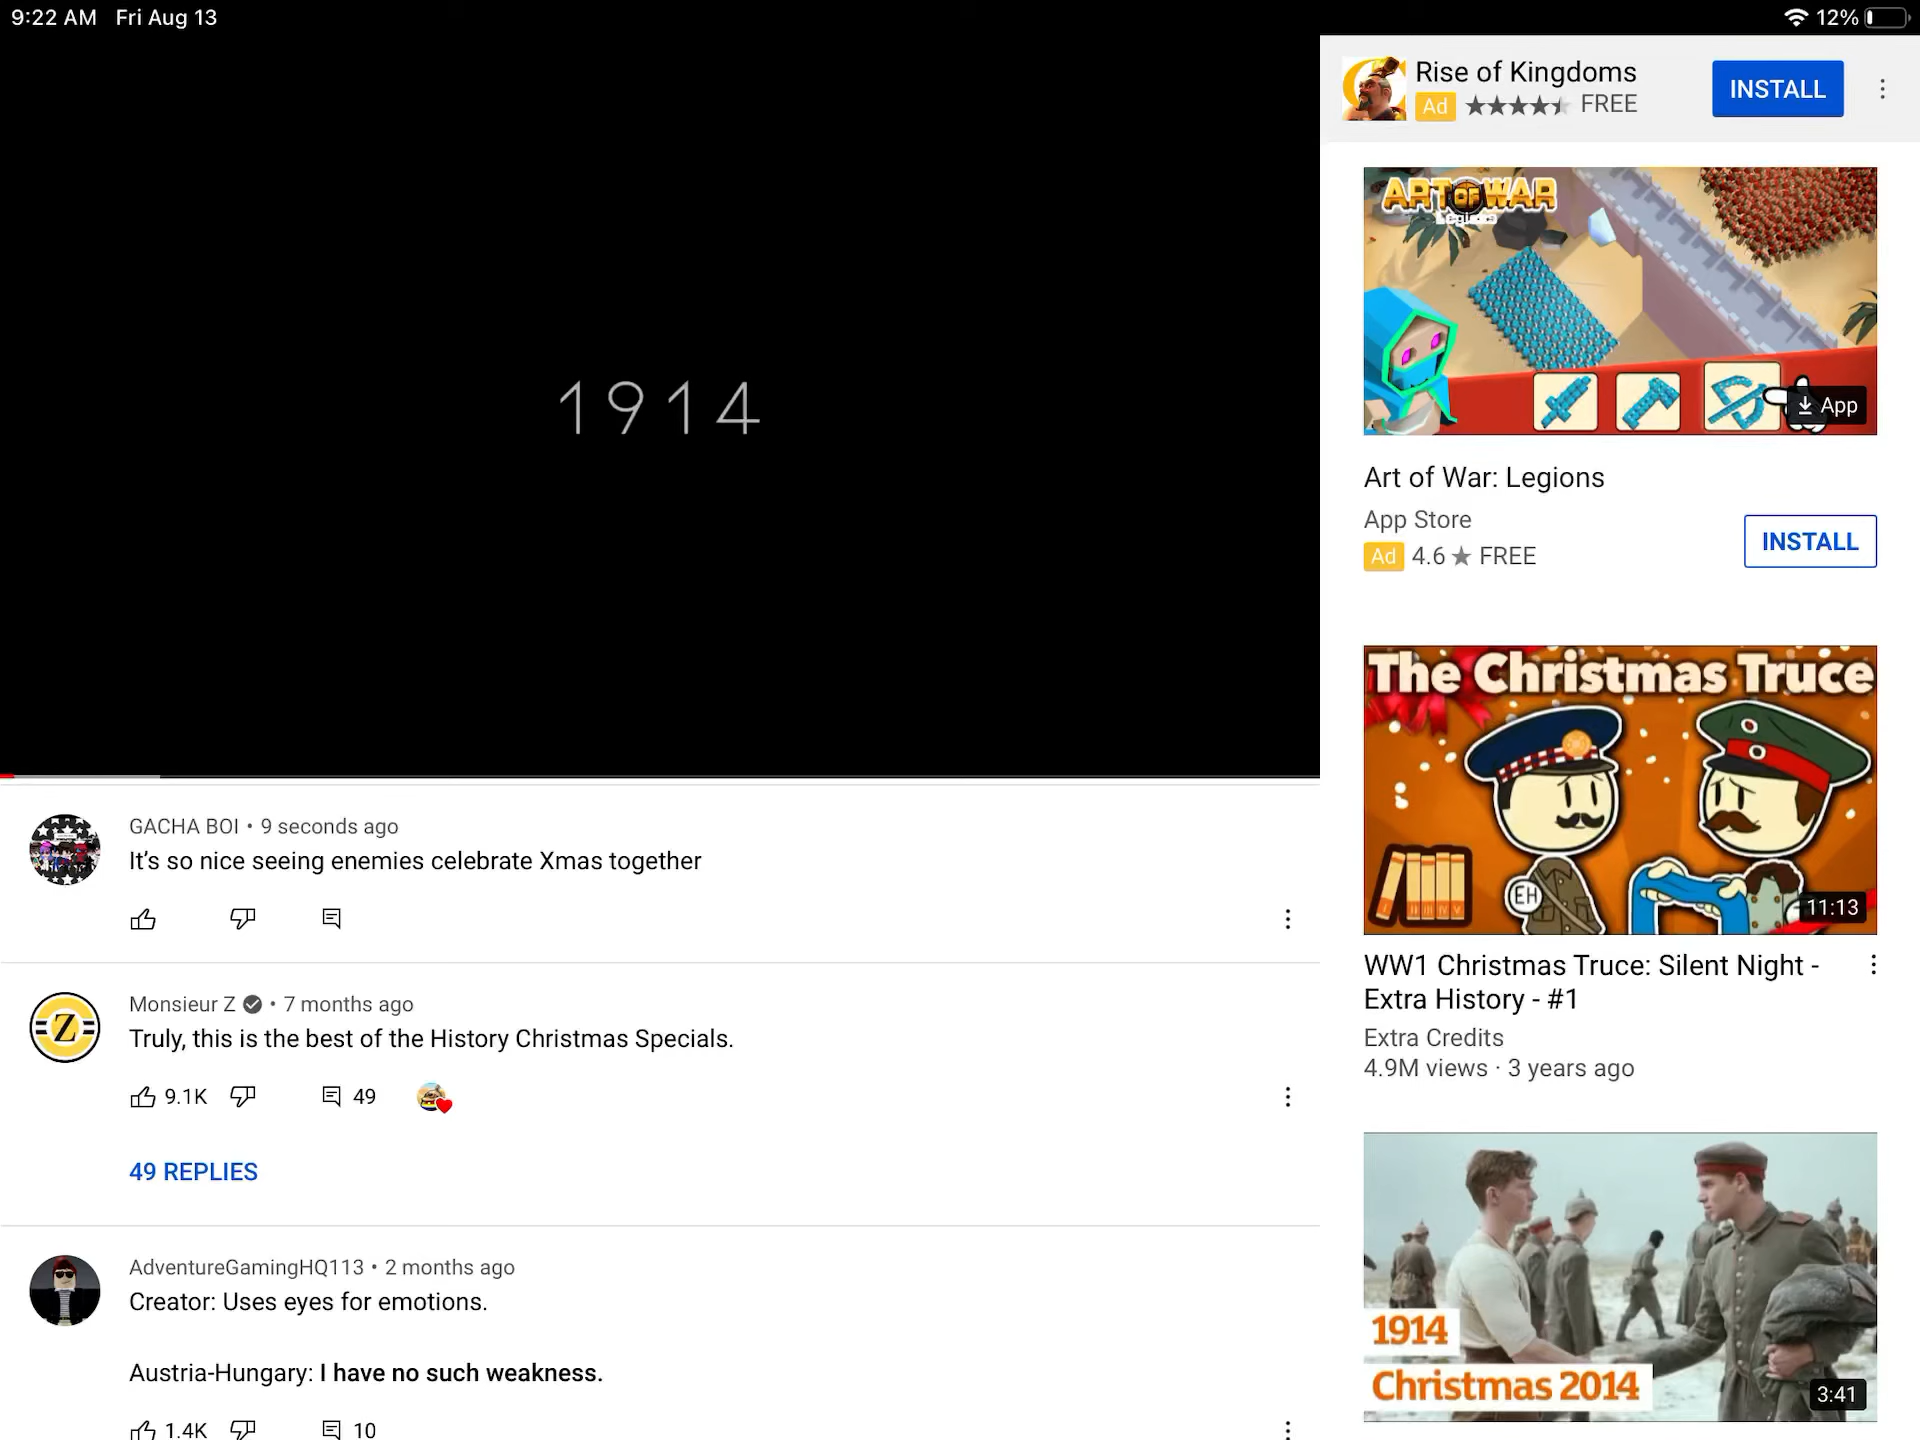 9:22 AM Fri Aug 13
12%
1914
GACHA BOI • 9 seconds ago
It's so nice seeing enemies celebrate Xmas together
Monsieur Z • 7 months ago
Truly, this is the best of the History Christmas Specials.
9.1K
49
49 REPLIES
AdventureGamingHQ113 • 2 months ago
Creator: Uses eyes for emotions.
Austria-Hungary: I have no such weakness.
1.4K
10
Rise of Kingdoms
Ad ★★★★★ FREE
INSTALL
ART OF WAR
Legions
App
Art of War: Legions
App Store
Ad 4.6 ★ FREE
INSTALL
The Christmas Truce
EH
11:13
WW1 Christmas Truce: Silent Night -
Extra History - #1
Extra Credits
4.9M views · 3 years ago
1914
Christmas 2014
3:41